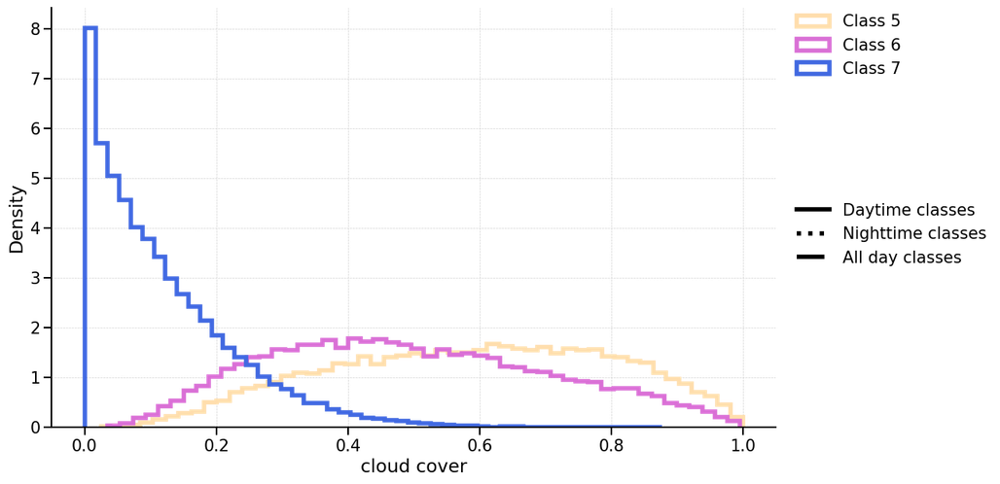 8
7
6
5
4
3
2
1
0
Density
0.0 0.2 0.4 0.6 0.8 1.0
cloud cover
Class 5
Class 6
Class 7
Daytime classes
Nighttime classes
All day classes